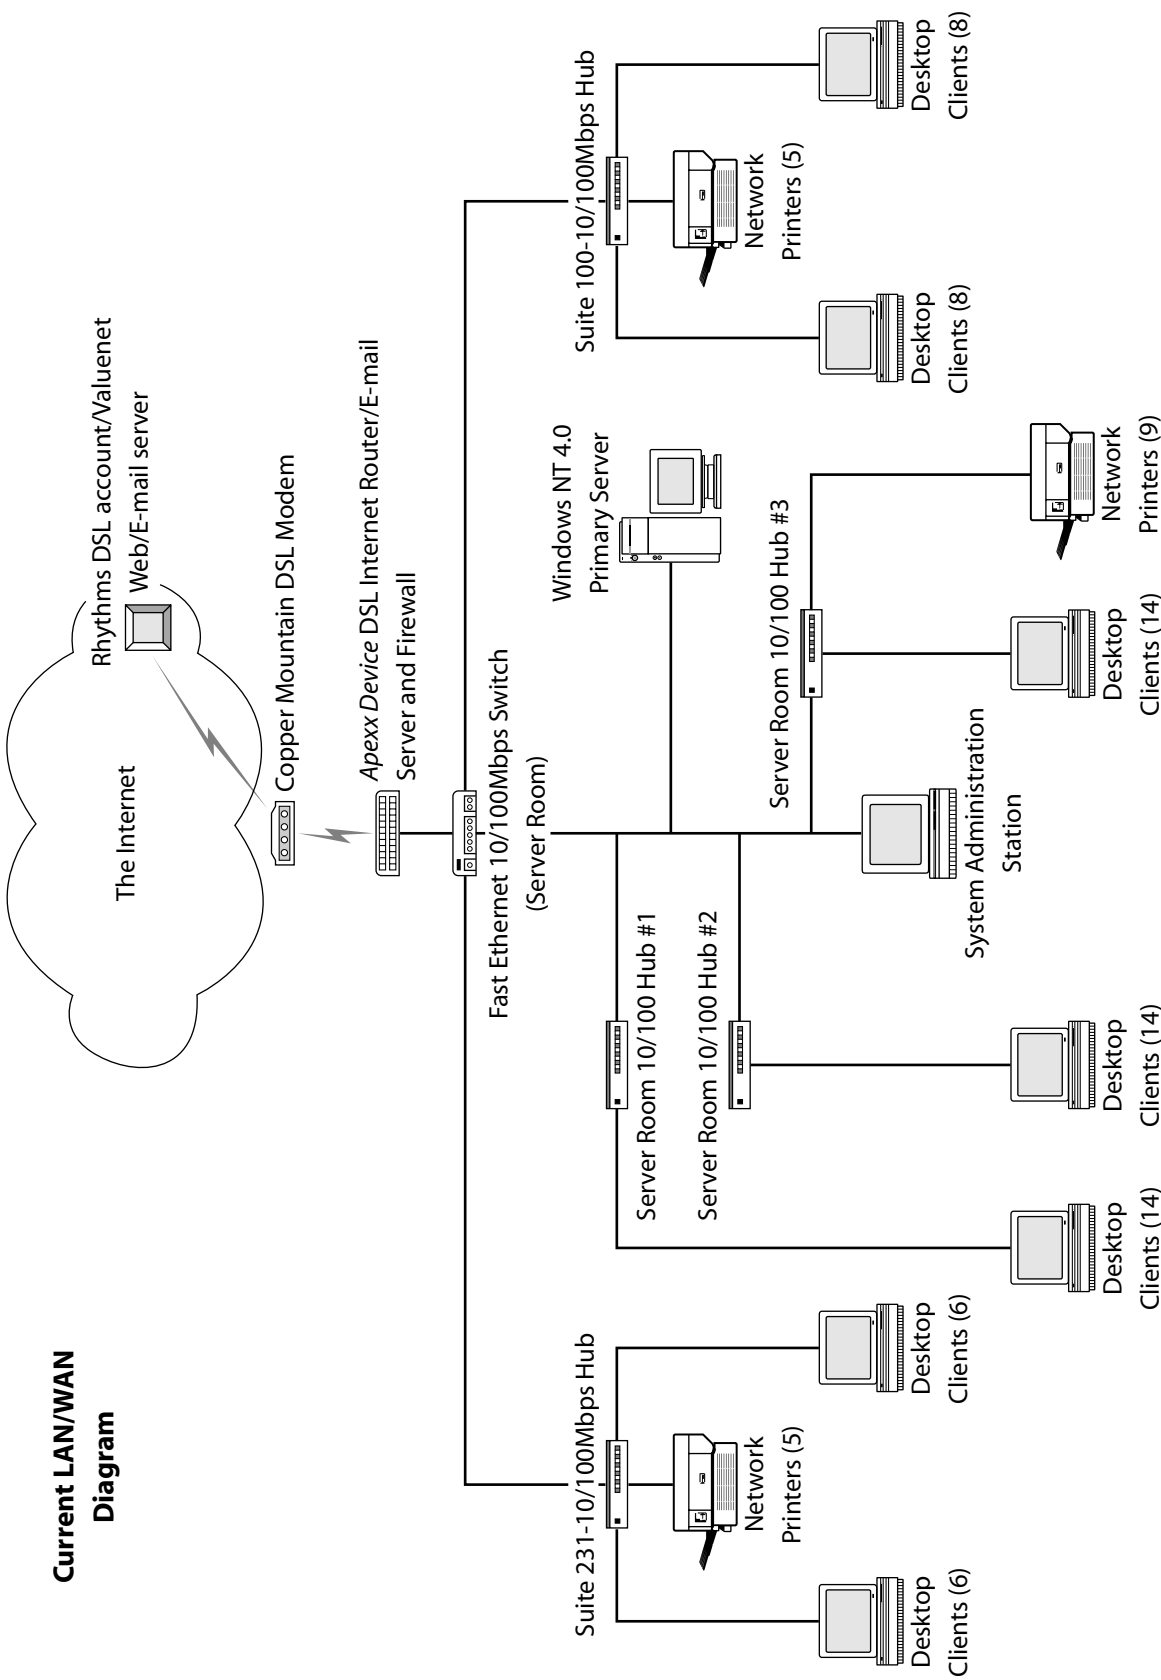 Current LAN/WAN
Diagram
The Internet
Rhythms DSL account/Valuenet
Web/E-mail server
Copper Mountain DSL Modem
Apexx Device DSL Internet Router/E-mail
Server and Firewall
Fast Ethernet 10/100Mbps Switch
(Server Room)
Suite 231-10/100Mbps Hub
Desktop
Clients (6)
Network
Printers (5)
Desktop
Clients (6)
Server Room 10/100 Hub #1
Server Room 10/100 Hub #2
Desktop
Clients (14)
Desktop
Clients (14)
Windows NT 4.0
Primary Server
System Administration
Station
Server Room 10/100 Hub #3
Desktop
Clients (14)
Network
Printers (9)
Suite 100-10/100Mbps Hub
Desktop
Clients (8)
Network
Printers (5)
Desktop
Clients (8)